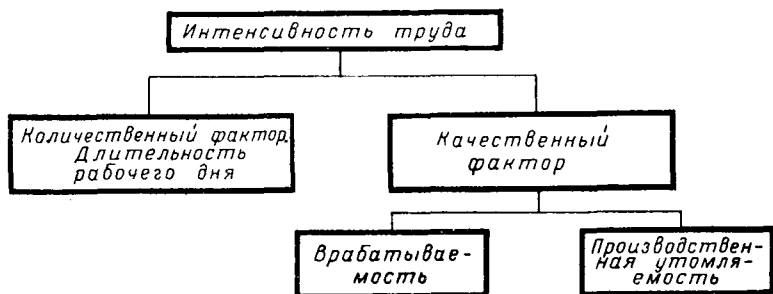 Интенсивность труда
Количественный фактор.
Длительность
рабочего дня
Качественный
фактор
Врабатывае-
мость
Производствен-
ная утомля-
емость